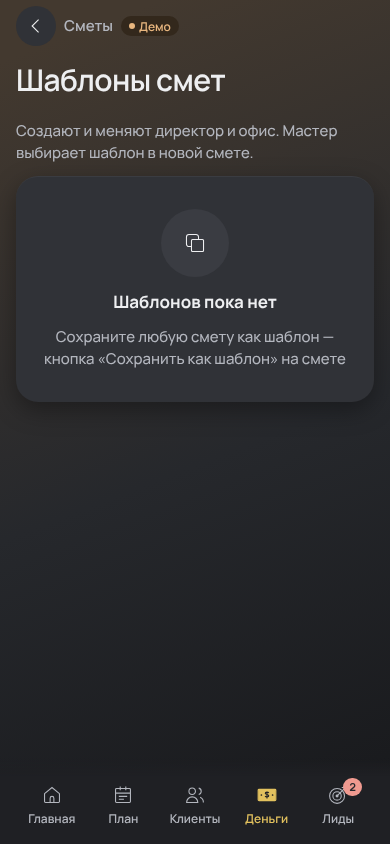 Сметы
Демо
Шаблоны смет
Создают и меняют директор и офис. Мастер
выбирает шаблон в новой смете.
Шаблонов пока нет
Сохраните любую смету как шаблон —
кнопка «Сохранить как шаблон» на смете
2
Главная
План
Клиенты
Деньги
Лиды